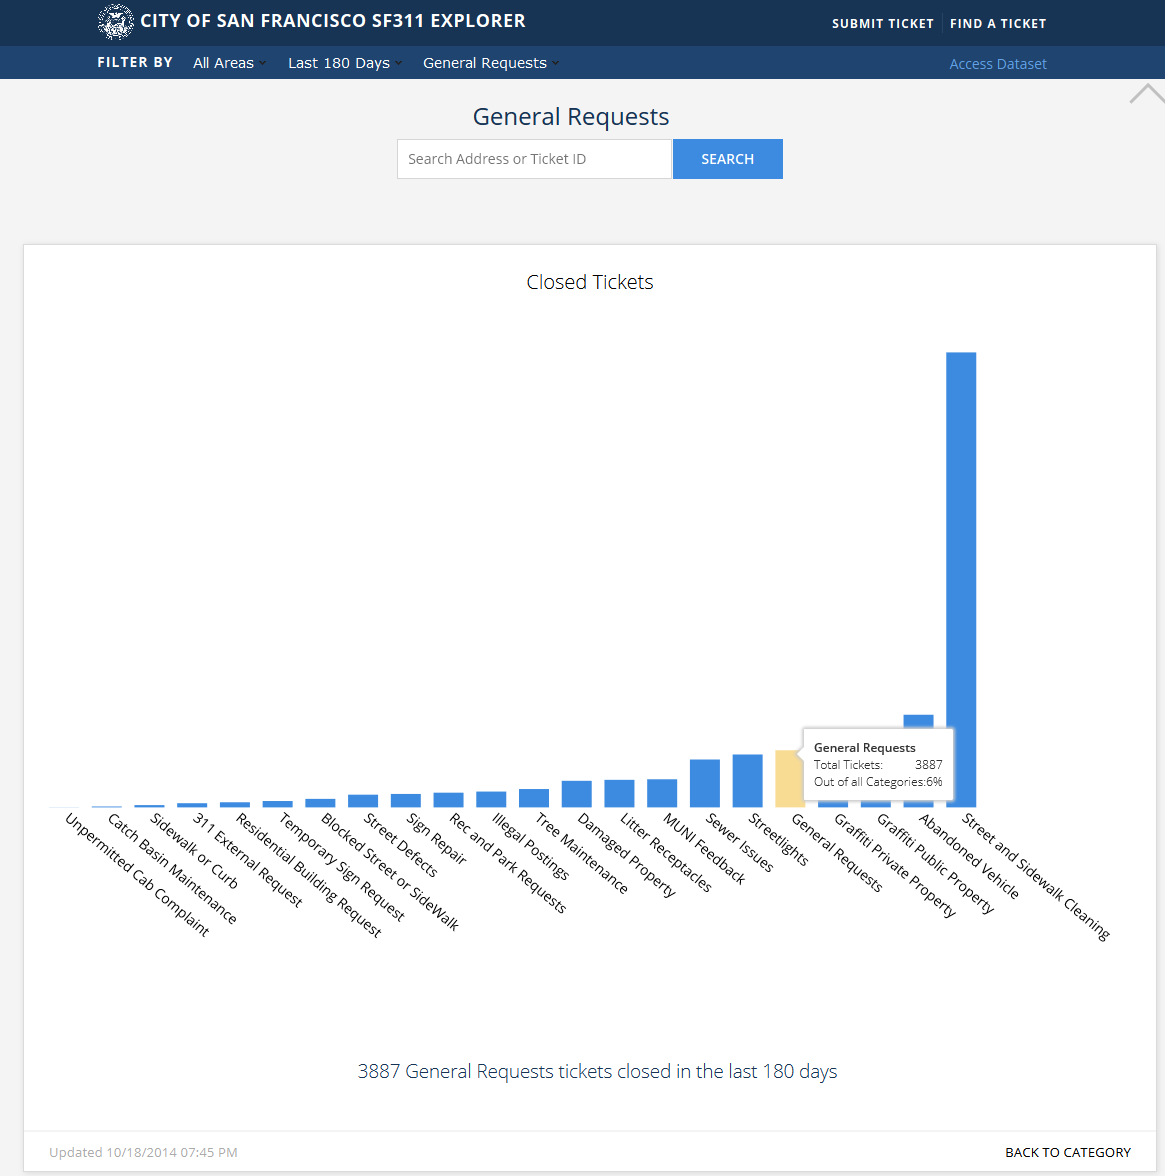 CITY OF SAN FRANCISCO SF311 EXPLORER
SUBMIT TICKET
FIND A TICKET
FILTER BY
All Areas
Last 180 Days
General Requests
Access Dataset
General Requests
Search Address or Ticket ID
SEARCH
Closed Tickets
General Requests
Total Tickets: 3887
Out of all Categories:6%
Unpermitted Cab Complaint
Catch Basin Maintenance
Sidewalk or Curb
311 External Request
Residential Building Request
Temporary Sign Request
Blocked Street or SideWalk
Street Defects
Sign Repair
Rec and Park Requests
Illegal Postings
Tree Maintenance
Damaged Property
Litter Receptacles
MUNI Feedback
Sewer Issues
Streetlights
General Requests
Graffiti Private Property
Graffiti Public Property
Abandoned Vehicle
Street and Sidewalk Cleaning
3887 General Requests tickets closed in the last 180 days
Updated 10/18/2014 07:45 PM
BACK TO CATEGORY